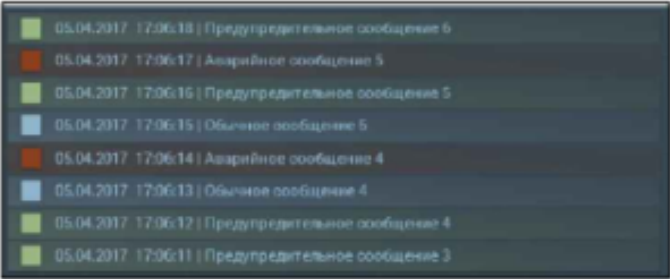 05.04.2017 17:06:18 | Предупредительное сообщение 6
05.04.2017 17:06:17 | Аварийное сообщение 5
05.04.2017 17:06:16 | Предупредительное сообщение 5
05.04.2017 17:06:15 | Обычное сообщение 5
05.04.2017 17:06:14 | Аварийное сообщение 4
05.04.2017 17:06:13 | Обычное сообщение 4
05.04.2017 17:06:12 | Предупредительное сообщение 4
05.04.2017 17:06:11 | Предупредительное сообщение 3